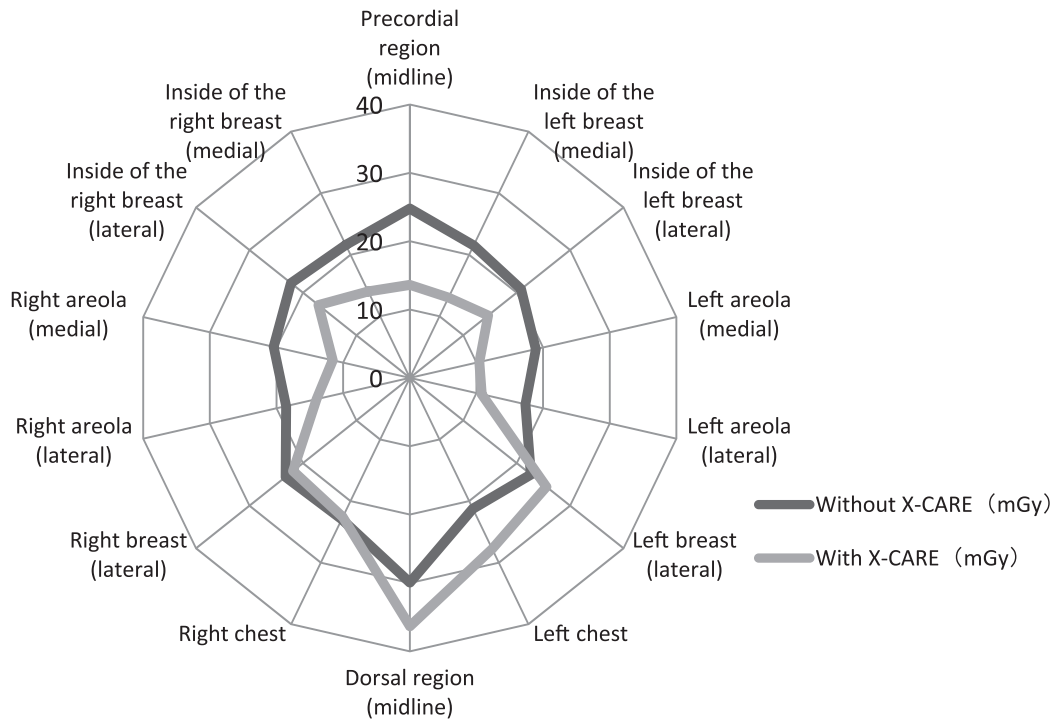 Precordial
region
(midline)
Inside of the
right breast
(medial)
Inside of the
left breast
(medial)
Inside of the
right breast
(lateral)
Inside of the
left breast
(lateral)
Right areola
(medial)
Left areola
(medial)
Right areola
(lateral)
Left areola
(lateral)
Right breast
(lateral)
Left breast
(lateral)
Right chest
Left chest
Dorsal region
(midline)
40
30
20
10
0
Without X-CARE（mGy）
With X-CARE（mGy）